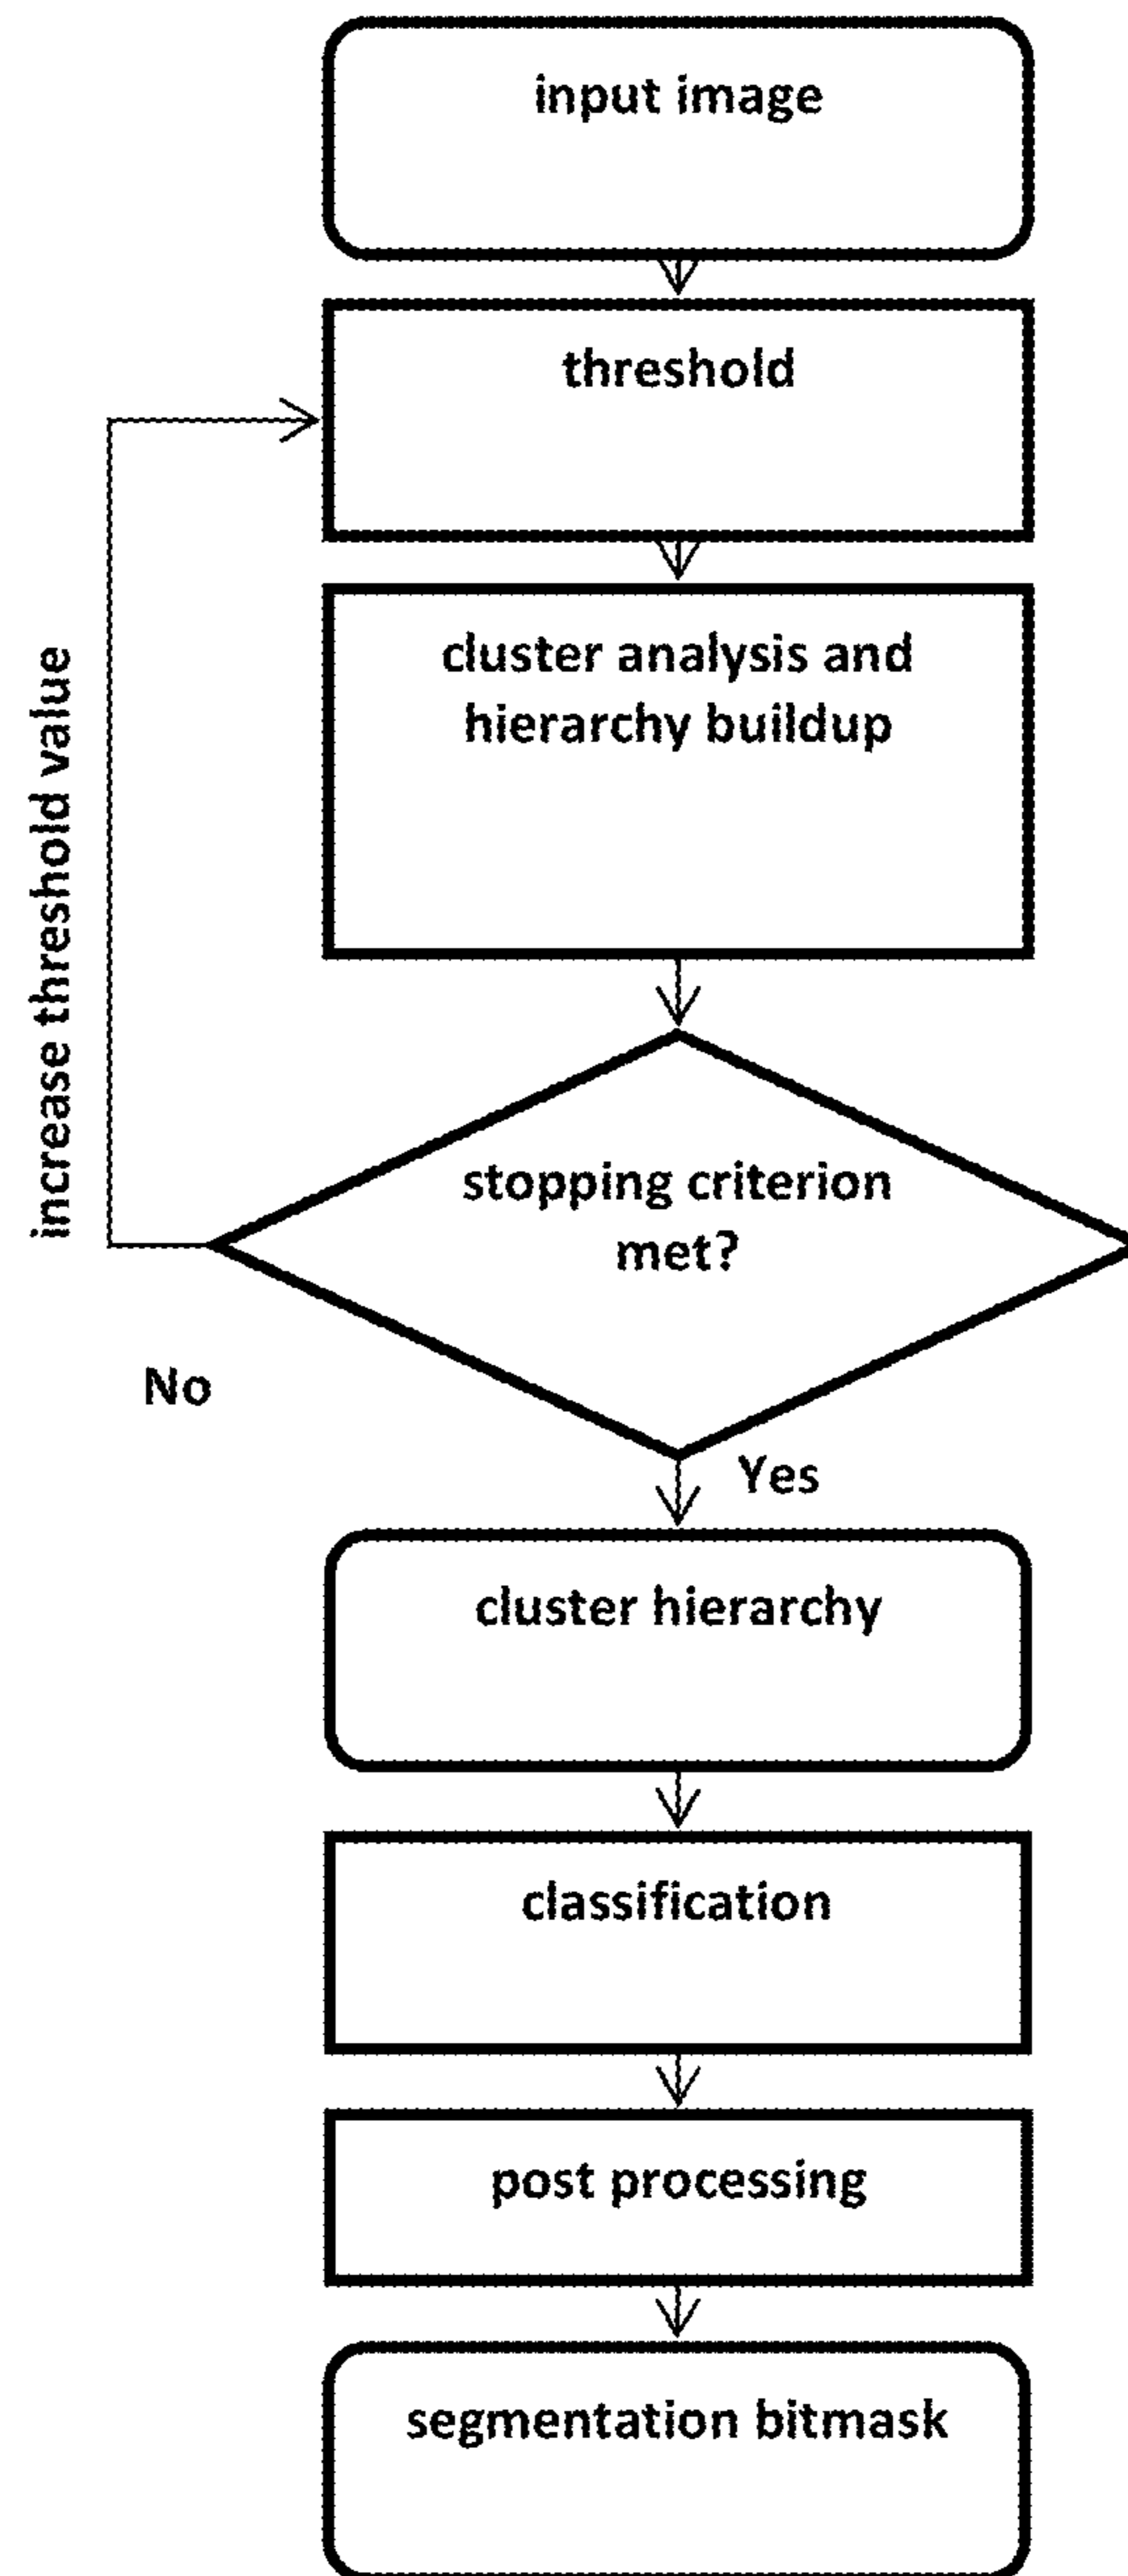 input image
threshold
increase threshold value
cluster analysis and
hierarchy buildup
stopping criterion
met?
No
Yes
cluster hierarchy
classification
post processing
segmentation bitmask